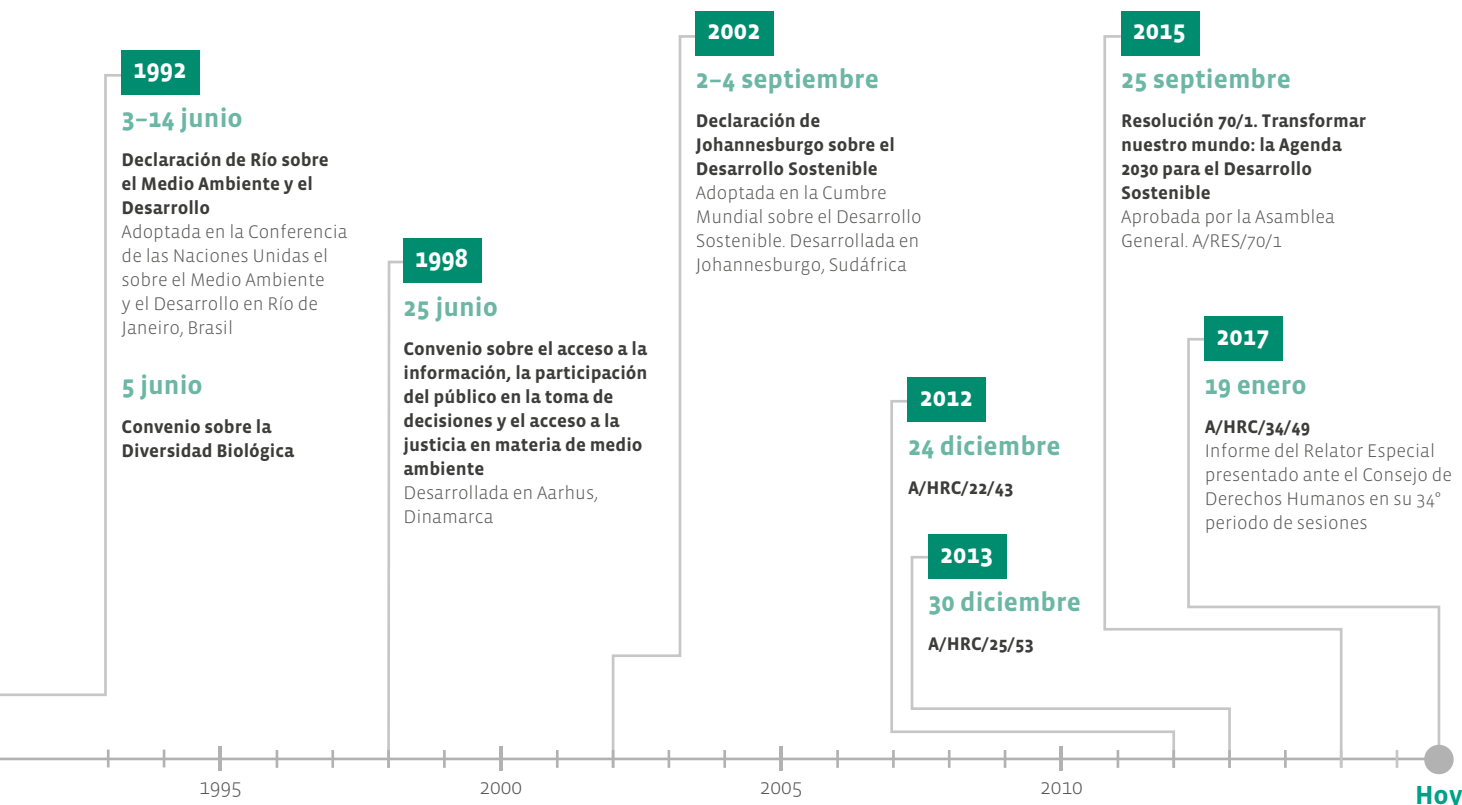 1992
3–14 junio
Declaración de Río sobre
el Medio Ambiente y el
Desarrollo
Adoptada en la Conferencia
de las Naciones Unidas el
sobre el Medio Ambiente
y el Desarrollo en Río de
Janeiro, Brasil
5 junio
Convenio sobre la
Diversidad Biológica
1998
25 junio
Convenio sobre el acceso a la
información, la participación
del público en la toma de
decisiones y el acceso a la
justicia en materia de medio
ambiente
Desarrollada en Aarhus,
Dinamarca
2002
2–4 septiembre
Declaración de
Johannesburgo sobre el
Desarrollo Sostenible
Adoptada en la Cumbre
Mundial sobre el Desarrollo
Sostenible. Desarrollada en
Johannesburgo, Sudáfrica
2012
24 diciembre
A/HRC/22/43
2013
30 diciembre
A/HRC/25/53
2015
25 septiembre
Resolución 70/1. Transformar
nuestro mundo: la Agenda
2030 para el Desarrollo
Sostenible
Aprobada por la Asamblea
General. A/RES/70/1
2017
19 enero
A/HRC/34/49
Informe del Relator Especial
presentado ante el Consejo de
Derechos Humanos en su 34°
periodo de sesiones
1995
2000
2005
2010
Hoy